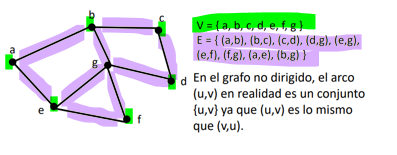 b
c
a
g
d
e
f
V = { a, b, c, d, e, f, g }
E = { (a,b), (b,c), (c,d), (d,g), (e,g),
(e,f), (f,g), (a,e), (b,g) }
En el grafo no dirigido, el arco
(u,v) en realidad es un conjunto
{u,v} ya que (u,v) es lo mismo
que (v,u).